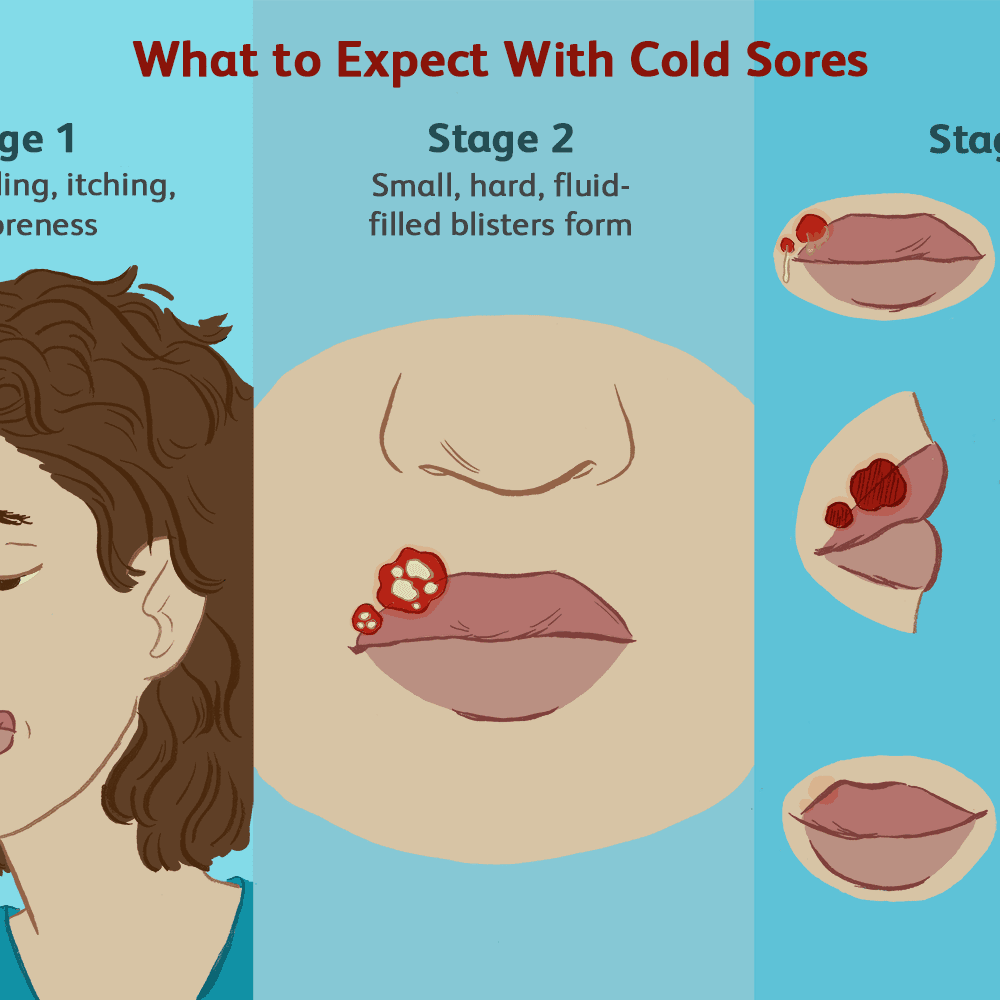 What to Expect With Cold Sores
ge 1
ling, itching,
oreness
Stage 2
Small, hard, fluid-
filled blisters form
Stag